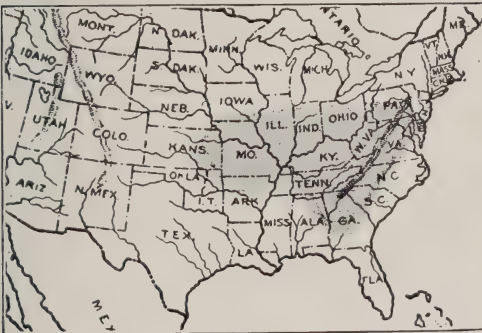 ONTARIO
ME.
MONT.
N. DAK.
MINN.
VT.
N.H.
IDAHO
WYO.
S. DAK.
WIS.
MICH.
N.Y.
MASS.
IOWA
PA.
NEB.
V.
UTAH
COLO.
ILL.
IND.
OHIO
W. VA.
VA.
KANS.
MO.
KY.
ARIZ
N. MEX.
OKLA.
I. T.
ARK.
TENN.
N.C.
S.C.
TEX.
LA.
MISS.
ALA.
GA.
FLA.
MEX.